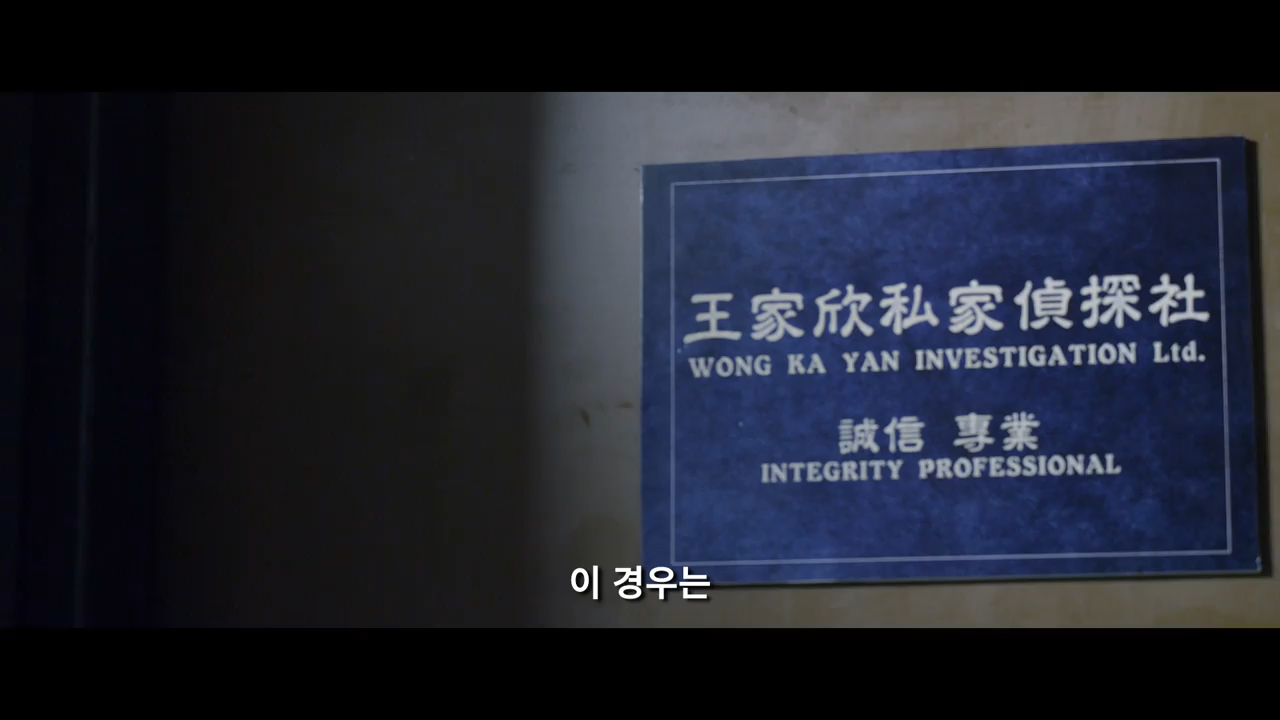 王家欣私家偵探社
WONG KA YAN INVESTIGATION Ltd.
誠信 專業
INTEGRITY PROFESSIONAL
이 경우는